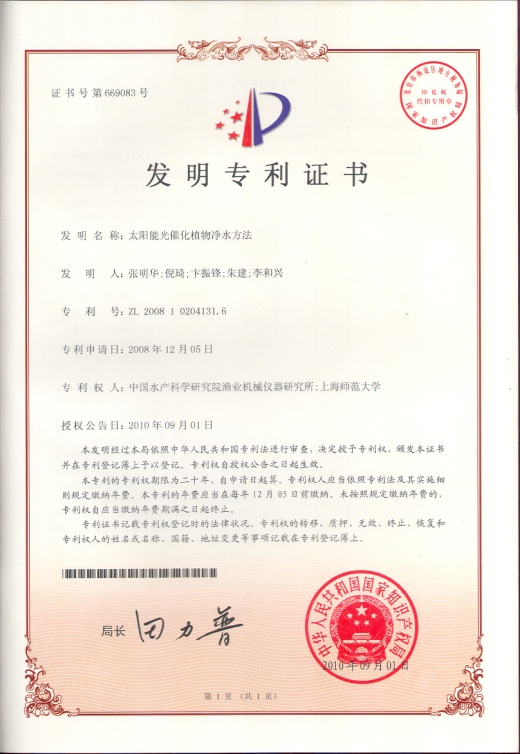 证书号第669083号
印花税
代扣专用章
国家知识产权局
发明专利证书
发 明 名 称:太阳能光催化植物净水方法
发 明 人:张明华;倪琦;卞振锋;朱建;李和兴
专 利 号:ZL 2008 1 0204131.6
专利申请日:2008年12月05日
专 利 权 人:中国水产科学研究院渔业机械仪器研究所;上海师范大学
授权公告日:2010年09月01日
本发明经过本局依照中华人民共和国专利法进行审查,决定授予专利权,颁发本证书
并在专利登记簿上予以登记。专利权自授权公告之日起生效。
本专利的专利权期限为二十年,自申请日起算。专利权人应当依照专利法及其实施细
则规定缴纳年费。本专利的年费应当在每年12月05日前缴纳。未按照规定缴纳年费的,
专利权自应当缴纳年费期满之日起终止。
专利证书记载专利权登记时的法律状况。专利权的转移、质押、无效、终止、恢复和
专利权人的姓名或名称、国籍、地址变更等事项记载在专利登记簿上。
局长 田力普
中华人民共和国国家知识产权局
2010年09月01日
第1页(共1页)